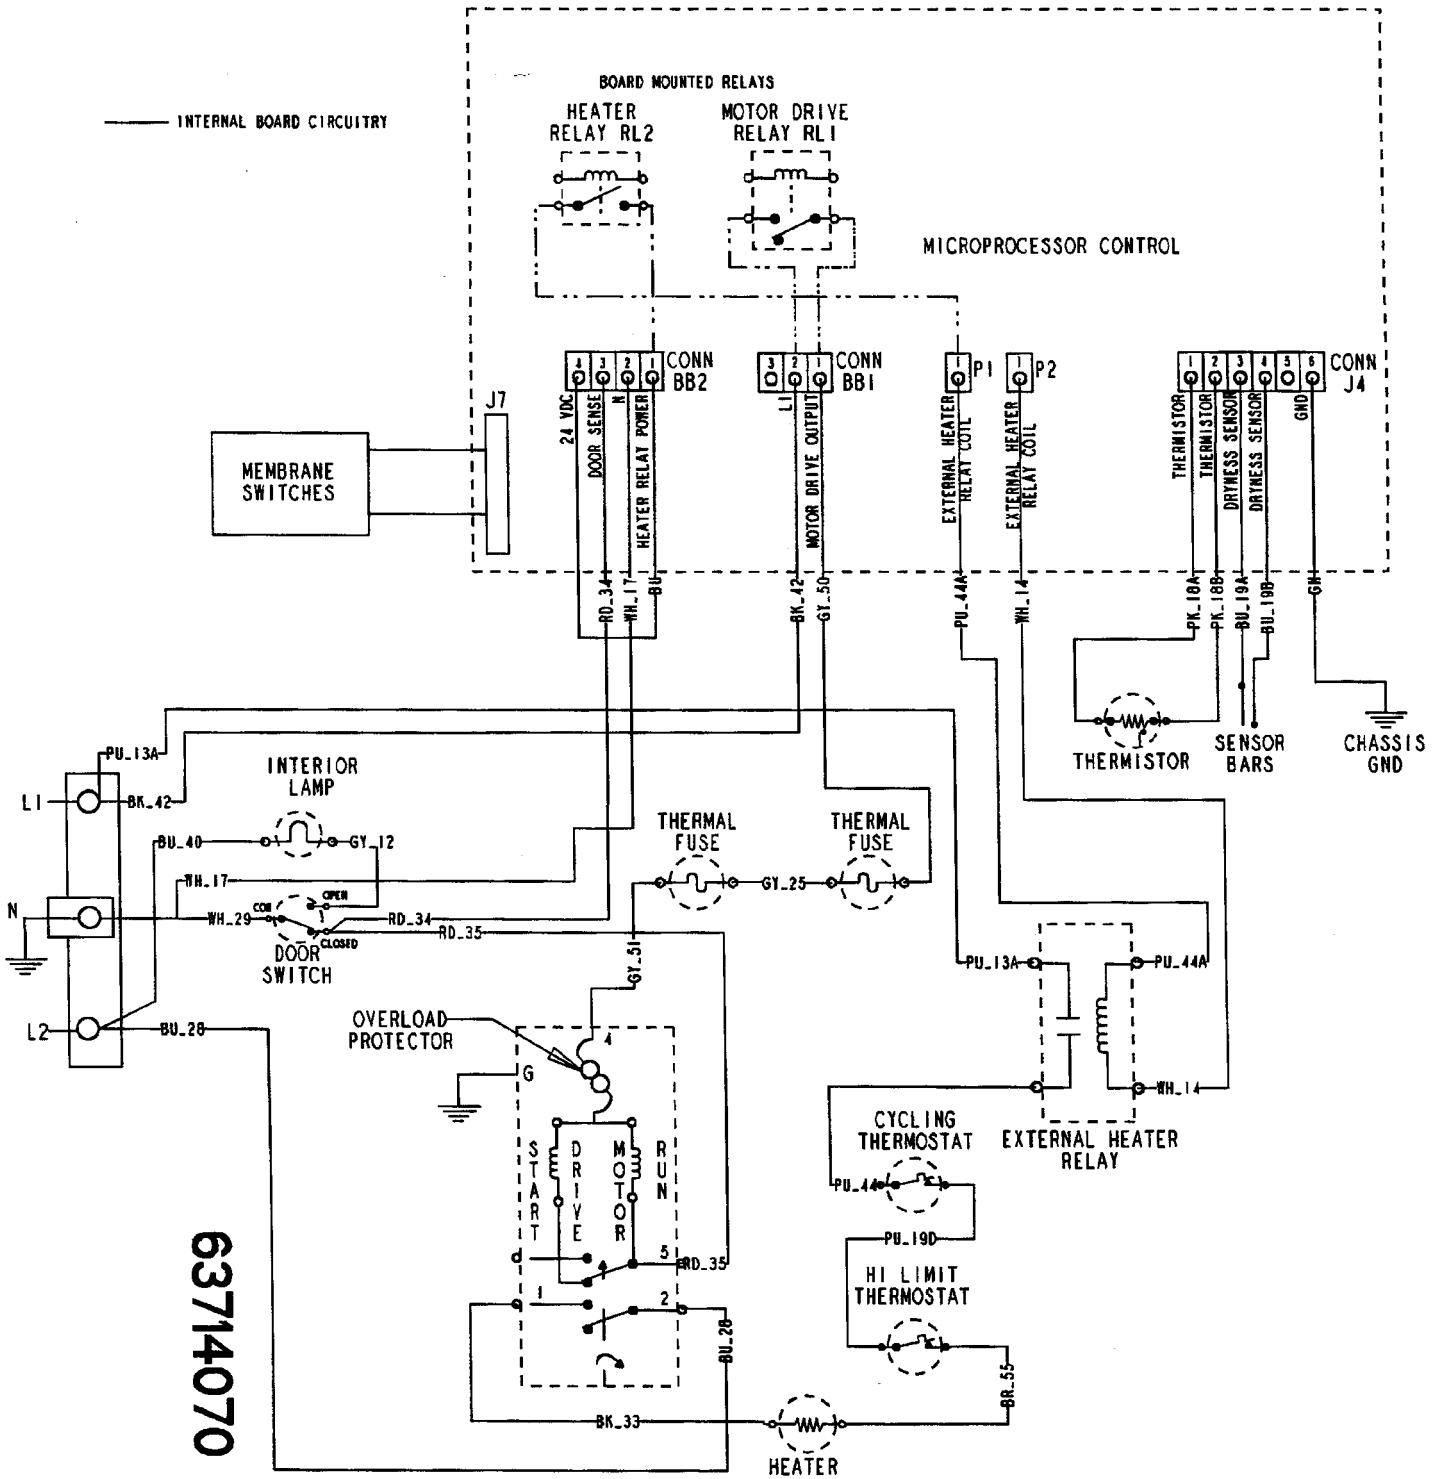 BOARD MOUNTED RELAYS
HEATER
RELAY RL2
MOTOR DRIVE
RELAY RL1
INTERNAL BOARD CIRCUITRY
MICROPROCESSOR CONTROL
4 3 2 1
CONN
BB2
3 2 1
CONN
BB1
1
P1
1
P2
1 2 3 4 5 6
CONN
J4
J7
MEMBRANE
SWITCHES
24 VDC
DOOR SENSE
N
HEATER RELAY POWER
L1
MOTOR DRIVE OUTPUT
EXTERNAL HEATER
RELAY COIL
EXTERNAL HEATER
RELAY COIL
THERMISTOR
THERMISTOR
DRYNESS SENSOR
DRYNESS SENSOR
GND
RD_34
WH_17
BU
BK_42
GY_50
PU_44A
WH_14
PK_18A
PK_18B
BU_19A
BU_19B
GN
THERMISTOR
SENSOR
BARS
CHASSIS
GND
PU_13A
L1
BK_42
INTERIOR
LAMP
BU_40
GY_12
WH_17
N
WH_29
COM
OPEN
CLOSED
DOOR
SWITCH
RD_34
RD_35
THERMAL
FUSE
THERMAL
FUSE
GY_25
GY_51
L2
BU_28
OVERLOAD
PROTECTOR
4
G
START
DRIVE
MOTOR
RUN
5
RD_35
1
2
BU_28
PU_13A
PU_44A
WH_14
EXTERNAL HEATER
RELAY
CYCLING
THERMOSTAT
PU_44
PU_19D
HI LIMIT
THERMOSTAT
BR_55
BK_33
HEATER
63714070